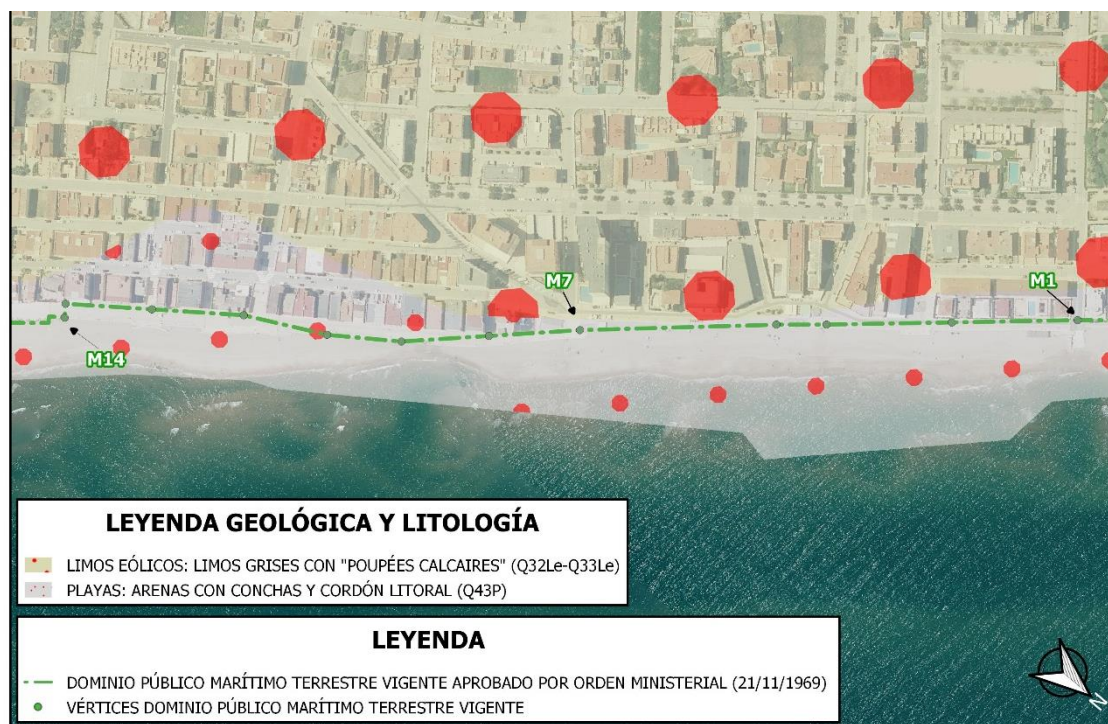 M7
M1
M14
LEYENDA GEOLÓGICA Y LITOLOGÍA
LIMOS EÓLICOS: LIMOS GRISES CON "POUPÉES CALCAIRES" (Q32Le-Q33Le)
PLAYAS: ARENAS CON CONCHAS Y CORDÓN LITORAL (Q43P)
LEYENDA
DOMINIO PÚBLICO MARÍTIMO TERRESTRE VIGENTE APROBADO POR ORDEN MINISTERIAL (21/11/1969)
VÉRTICES DOMINIO PÚBLICO MARÍTIMO TERRESTRE VIGENTE
N